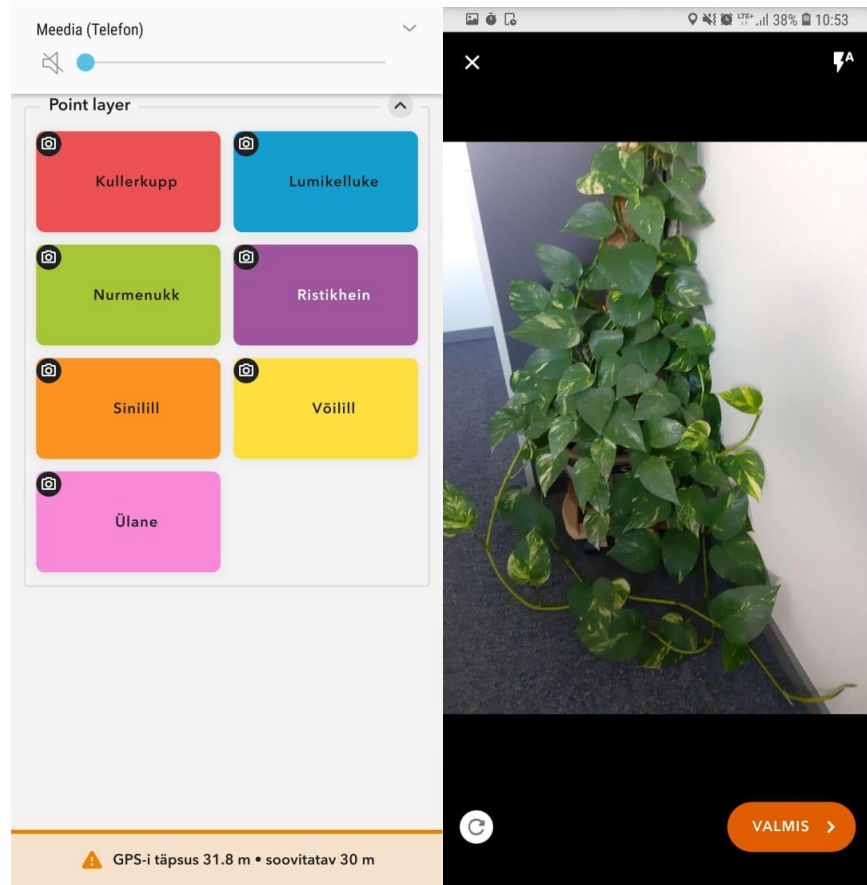 Meedia (Telefon)
Point layer
Kullerkupp
Lumikelluke
Nurmenukk
Ristikhein
Sinilill
Võilill
Ülane
GPS-i täpsus 31.8 m • soovitatav 30 m
LTE+ 38% 10:53
A
VALMIS